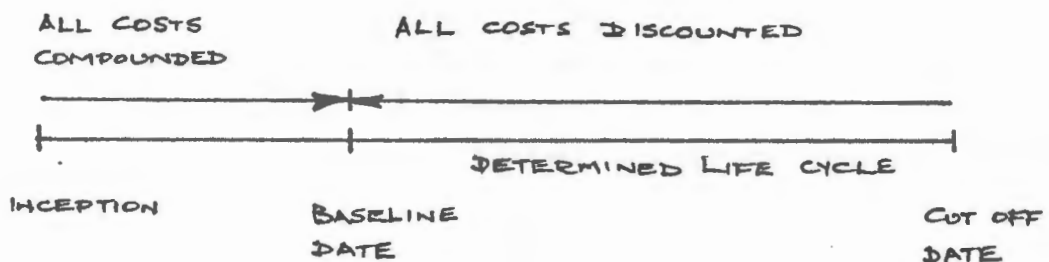 ALL COSTS
COMPOUNDED
ALL COSTS DISCOUNTED
DETERMINED LIFE CYCLE
INCEPTION
BASELINE
DATE
CUT OFF
DATE